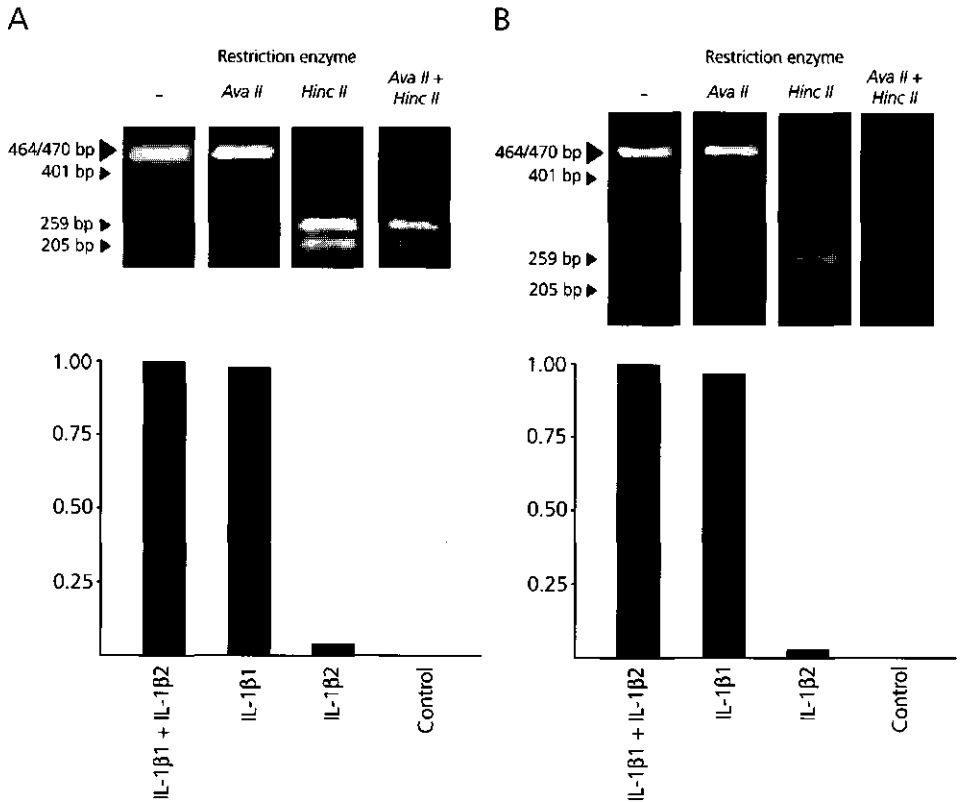 A
Restriction enzyme
–
Ava II
Hinc II
Ava II +
Hinc II
464/470 bp
401 bp
259 bp
205 bp
1.00
0.75
0.50
0.25
IL-1β1 + IL-1β2
IL-1β1
IL-1β2
Control
B
Restriction enzyme
–
Ava II
Hinc II
Ava II +
Hinc II
464/470 bp
401 bp
259 bp
205 bp
1.00
0.75
0.50
0.25
IL-1β1 + IL-1β2
IL-1β1
IL-1β2
Control